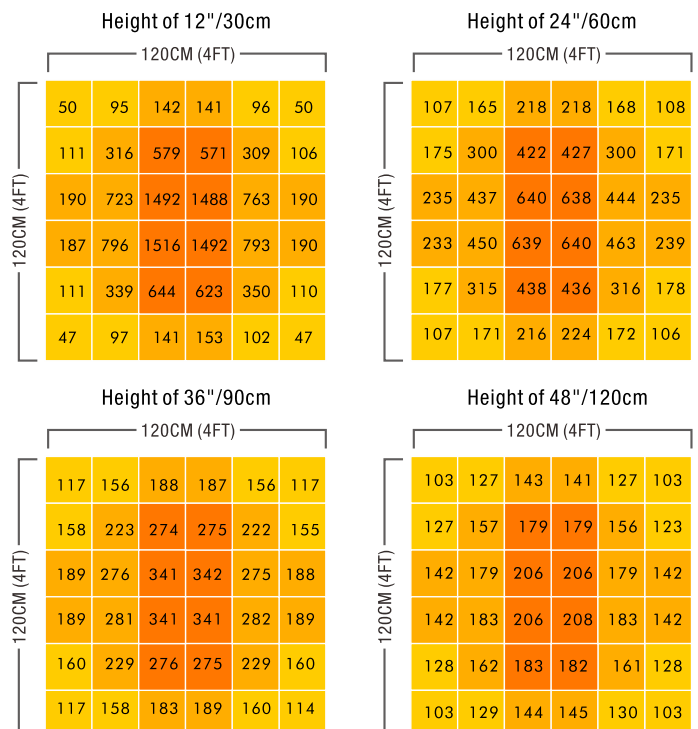 Height of 12"/30cm
120CM (4FT)
120CM (4FT)
50 95 142 141 96 50
111 316 579 571 309 106
190 723 1492 1488 763 190
187 796 1516 1492 793 190
111 339 644 623 350 110
47 97 141 153 102 47
Height of 24"/60cm
120CM (4FT)
120CM (4FT)
107 165 218 218 168 108
175 300 422 427 300 171
235 437 640 638 444 235
233 450 639 640 463 239
177 315 438 436 316 178
107 171 216 224 172 106
Height of 36"/90cm
120CM (4FT)
120CM (4FT)
117 156 188 187 156 117
158 223 274 275 222 155
189 276 341 342 275 188
189 281 341 341 282 189
160 229 276 275 229 160
117 158 183 189 160 114
Height of 48"/120cm
120CM (4FT)
120CM (4FT)
103 127 143 141 127 103
127 157 179 179 156 123
142 179 206 206 179 142
142 183 206 208 183 142
128 162 183 182 161 128
103 129 144 145 130 103